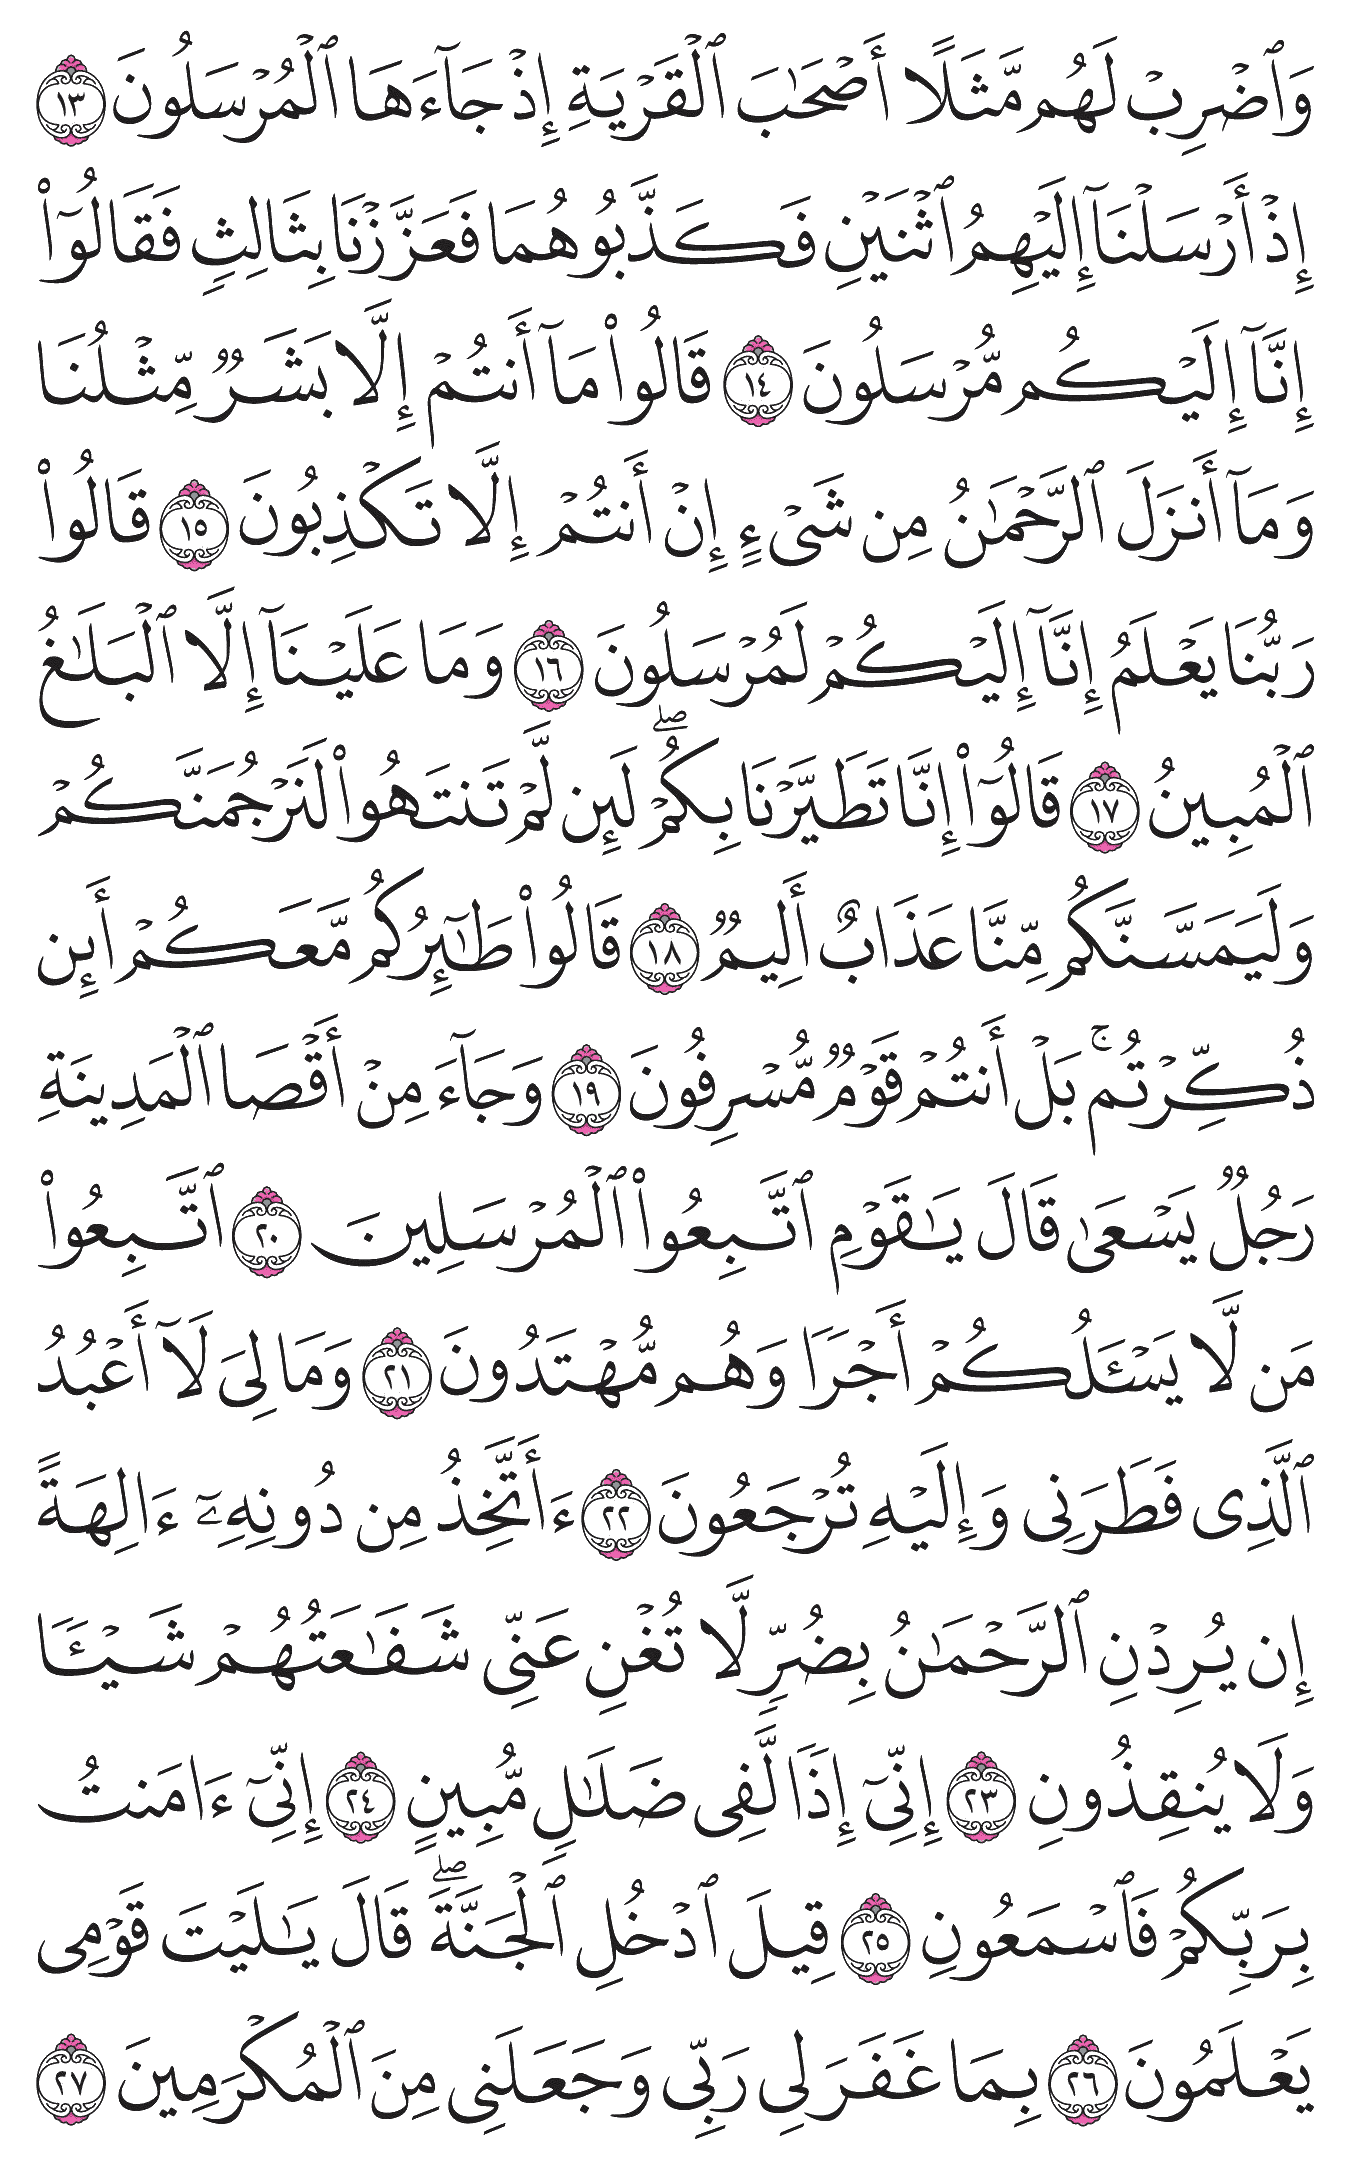 وَٱضۡرِبۡ لَهُم مَّثَلًا أَصۡحَٰبَ ٱلۡقَرۡيَةِ إِذۡ جَآءَهَا ٱلۡمُرۡسَلُونَ ١٣
إِذۡ أَرۡسَلۡنَآ إِلَيۡهِمُ ٱثۡنَيۡنِ فَكَذَّبُوهُمَا فَعَزَّزۡنَا بِثَالِثٖ فَقَالُوٓاْ
إِنَّآ إِلَيۡكُم مُّرۡسَلُونَ ١٤ قَالُواْ مَآ أَنتُمۡ إِلَّا بَشَرٞ مِّثۡلُنَا
وَمَآ أَنزَلَ ٱلرَّحۡمَٰنُ مِن شَيۡءٍ إِنۡ أَنتُمۡ إِلَّا تَكۡذِبُونَ ١٥ قَالُواْ
رَبُّنَا يَعۡلَمُ إِنَّآ إِلَيۡكُمۡ لَمُرۡسَلُونَ ١٦ وَمَا عَلَيۡنَآ إِلَّا ٱلۡبَلَٰغُ
ٱلۡمُبِينُ ١٧ قَالُوٓاْ إِنَّا تَطَيَّرۡنَا بِكُمۡۖ لَئِن لَّمۡ تَنتَهُواْ لَنَرۡجُمَنَّكُمۡ
وَلَيَمَسَّنَّكُم مِّنَّا عَذَابٌ أَلِيمٞ ١٨ قَالُواْ طَٰٓئِرُكُم مَّعَكُمۡ أَئِن
ذُكِّرۡتُمۚ بَلۡ أَنتُمۡ قَوۡمٞ مُّسۡرِفُونَ ١٩ وَجَآءَ مِنۡ أَقۡصَا ٱلۡمَدِينَةِ
رَجُلٞ يَسۡعَىٰ قَالَ يَٰقَوۡمِ ٱتَّبِعُواْ ٱلۡمُرۡسَلِينَ ٢٠ ٱتَّبِعُواْ
مَن لَّا يَسۡـَٔلُكُمۡ أَجۡرٗا وَهُم مُّهۡتَدُونَ ٢١ وَمَا لِيَ لَآ أَعۡبُدُ
ٱلَّذِي فَطَرَنِي وَإِلَيۡهِ تُرۡجَعُونَ ٢٢ ءَأَتَّخِذُ مِن دُونِهِۦٓ ءَالِهَةً
إِن يُرِدۡنِ ٱلرَّحۡمَٰنُ بِضُرّٖ لَّا تُغۡنِ عَنِّي شَفَٰعَتُهُمۡ شَيۡـٔٗا
وَلَا يُنقِذُونِ ٢٣ إِنِّيٓ إِذٗا لَّفِي ضَلَٰلٖ مُّبِينٍ ٢٤ إِنِّيٓ ءَامَنتُ
بِرَبِّكُمۡ فَٱسۡمَعُونِ ٢٥ قِيلَ ٱدۡخُلِ ٱلۡجَنَّةَۖ قَالَ يَٰلَيۡتَ قَوۡمِي
يَعۡلَمُونَ ٢٦ بِمَا غَفَرَ لِي رَبِّي وَجَعَلَنِي مِنَ ٱلۡمُكۡرَمِينَ ٢٧